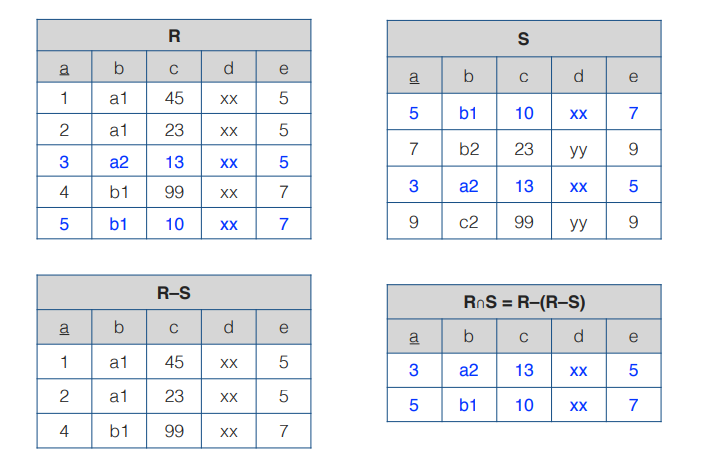 R
a b c d e
1 a1 45 xx 5
2 a1 23 xx 5
3 a2 13 xx 5
4 b1 99 xx 7
5 b1 10 xx 7
S
a b c d e
5 b1 10 xx 7
7 b2 23 yy 9
3 a2 13 xx 5
9 c2 99 yy 9
R–S
a b c d e
1 a1 45 xx 5
2 a1 23 xx 5
4 b1 99 xx 7
R∩S = R–(R–S)
a b c d e
3 a2 13 xx 5
5 b1 10 xx 7